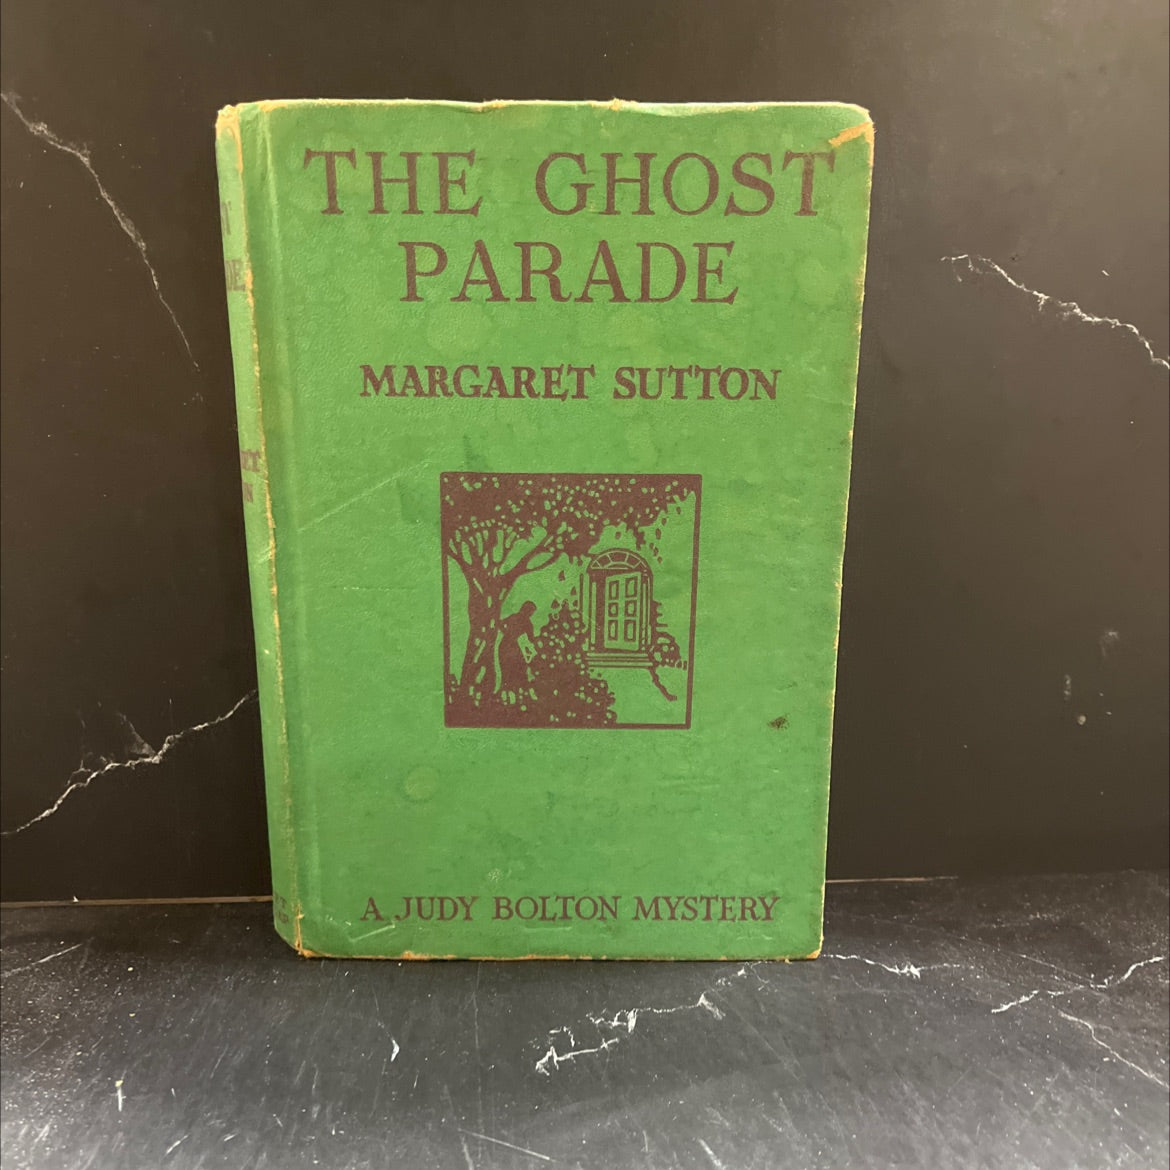 THE GHOST
PARADE
MARGARET SUTTON
A JUDY BOLTON MYSTERY